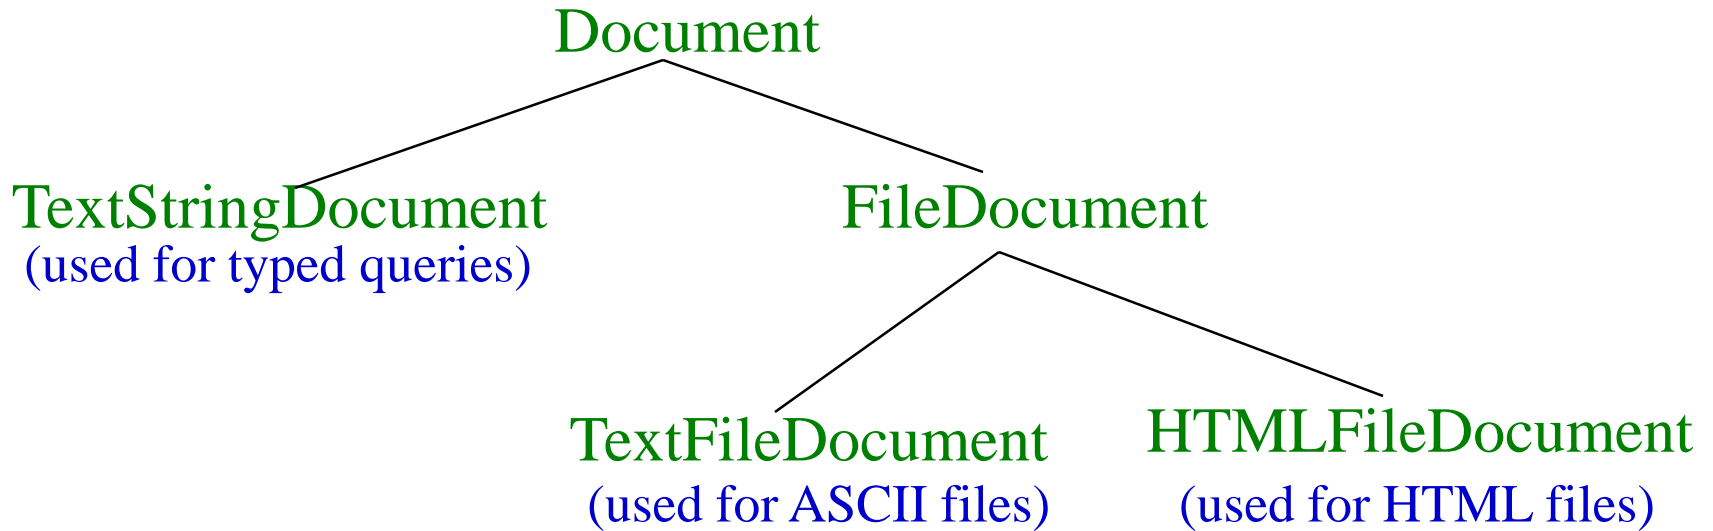 Document
TextStringDocument
(used for typed queries)
FileDocument
TextFileDocument
(used for ASCII files)
HTMLFileDocument
(used for HTML files)